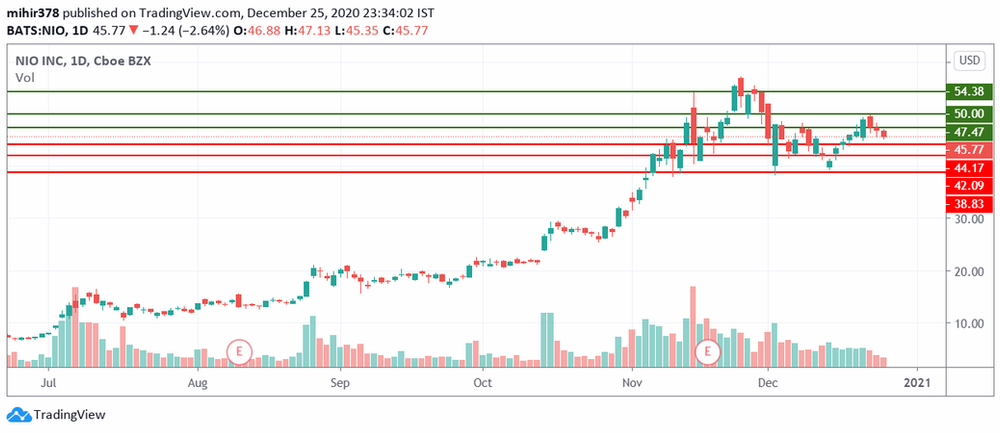 mihir378 published on TradingView.com, December 25, 2020 23:34:02 IST
BATS:NIO, 1D 45.77 ▼ −1.24 (−2.64%) O:46.88 H:47.13 L:45.35 C:45.77
NIO INC, 1D, Cboe BZX
USD
Vol
54.38
50.00
47.47
45.77
44.17
42.09
38.83
30.00
20.00
10.00
E
E
Jul Aug Sep Oct Nov Dec 2021
TradingView